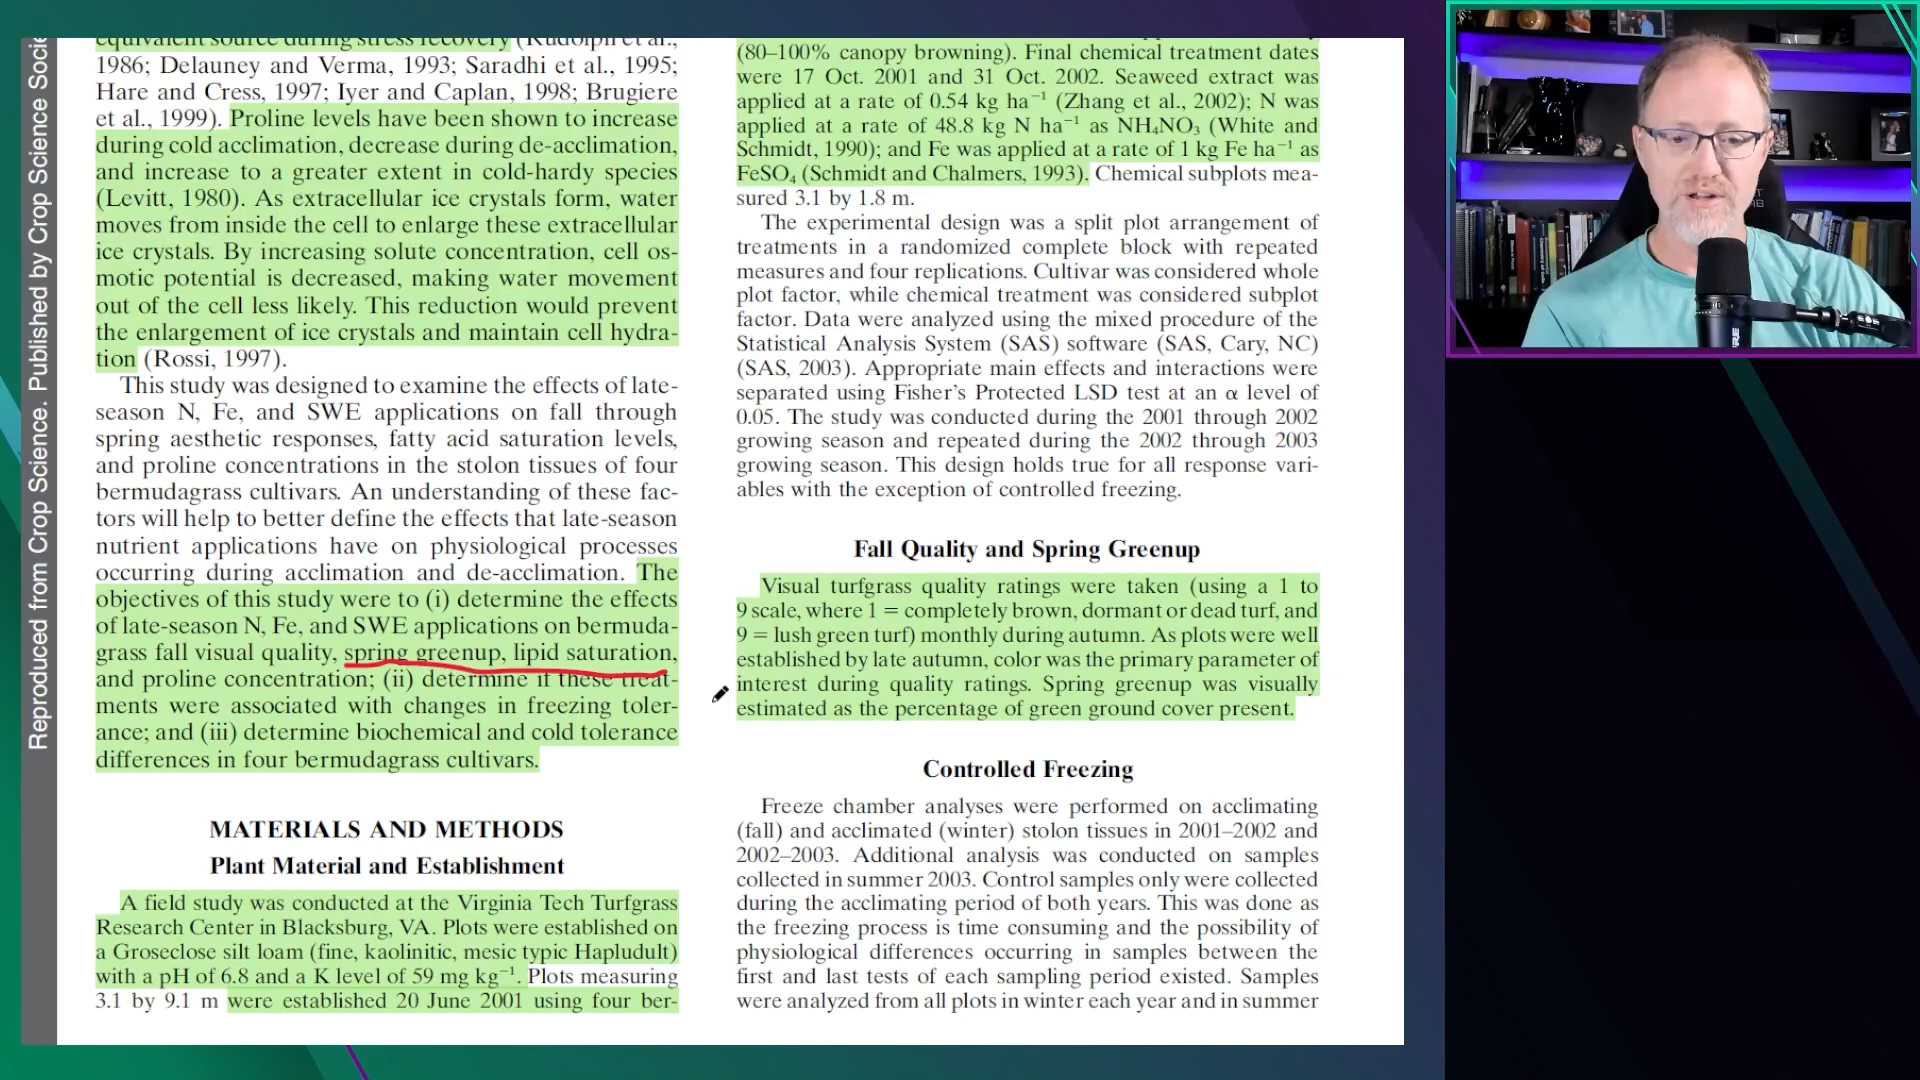 Reproduced from Crop Science. Published by Crop Science Socie
equivalent source during stress recovery (Rudolph et al.,
1986; Delauney and Verma, 1993; Saradhi et al., 1995;
Hare and Cress, 1997; Iyer and Caplan, 1998; Brugiere
et al., 1999). Proline levels have been shown to increase
during cold acclimation, decrease during de-acclimation,
and increase to a greater extent in cold-hardy species
(Levitt, 1980). As extracellular ice crystals form, water
moves from inside the cell to enlarge these extracellular
ice crystals. By increasing solute concentration, cell os-
motic potential is decreased, making water movement
out of the cell less likely. This reduction would prevent
the enlargement of ice crystals and maintain cell hydra-
tion (Rossi, 1997).
This study was designed to examine the effects of late-
season N, Fe, and SWE applications on fall through
spring aesthetic responses, fatty acid saturation levels,
and proline concentrations in the stolon tissues of four
bermudagrass cultivars. An understanding of these fac-
tors will help to better define the effects that late-season
nutrient applications have on physiological processes
occurring during acclimation and de-acclimation. The
objectives of this study were to (i) determine the effects
of late-season N, Fe, and SWE applications on bermuda-
grass fall visual quality, spring greenup, lipid saturation,
and proline concentration; (ii) determine if these treat-
ments were associated with changes in freezing toler-
ance; and (iii) determine biochemical and cold tolerance
differences in four bermudagrass cultivars.
MATERIALS AND METHODS
Plant Material and Establishment
A field study was conducted at the Virginia Tech Turfgrass
Research Center in Blacksburg, VA. Plots were established on
a Groseclose silt loam (fine, kaolinitic, mesic typic Hapludult)
with a pH of 6.8 and a K level of 59 mg kg⁻¹. Plots measuring
3.1 by 9.1 m were established 20 June 2001 using four ber-
(80–100% canopy browning). Final chemical treatment dates
were 17 Oct. 2001 and 31 Oct. 2002. Seaweed extract was
applied at a rate of 0.54 kg ha⁻¹ (Zhang et al., 2002); N was
applied at a rate of 48.8 kg N ha⁻¹ as NH₄NO₃ (White and
Schmidt, 1990); and Fe was applied at a rate of 1 kg Fe ha⁻¹ as
FeSO₄ (Schmidt and Chalmers, 1993). Chemical subplots mea-
sured 3.1 by 1.8 m.
The experimental design was a split plot arrangement of
treatments in a randomized complete block with repeated
measures and four replications. Cultivar was considered whole
plot factor, while chemical treatment was considered subplot
factor. Data were analyzed using the mixed procedure of the
Statistical Analysis System (SAS) software (SAS, Cary, NC)
(SAS, 2003). Appropriate main effects and interactions were
separated using Fisher's Protected LSD test at an α level of
0.05. The study was conducted during the 2001 through 2002
growing season and repeated during the 2002 through 2003
growing season. This design holds true for all response vari-
ables with the exception of controlled freezing.
Fall Quality and Spring Greenup
Visual turfgrass quality ratings were taken (using a 1 to
9 scale, where 1 = completely brown, dormant or dead turf, and
9 = lush green turf) monthly during autumn. As plots were well
established by late autumn, color was the primary parameter of
interest during quality ratings. Spring greenup was visually
estimated as the percentage of green ground cover present.
Controlled Freezing
Freeze chamber analyses were performed on acclimating
(fall) and acclimated (winter) stolon tissues in 2001–2002 and
2002–2003. Additional analysis was conducted on samples
collected in summer 2003. Control samples only were collected
during the acclimating period of both years. This was done as
the freezing process is time consuming and the possibility of
physiological differences occurring in samples between the
first and last tests of each sampling period existed. Samples
were analyzed from all plots in winter each year and in summer